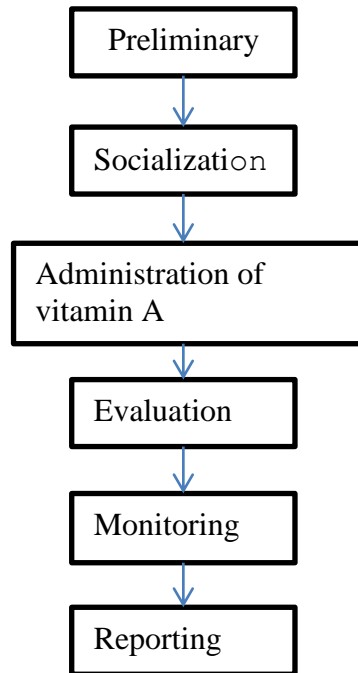 Preliminary
Socialization
Administration of
vitamin A
Evaluation
Monitoring
Reporting